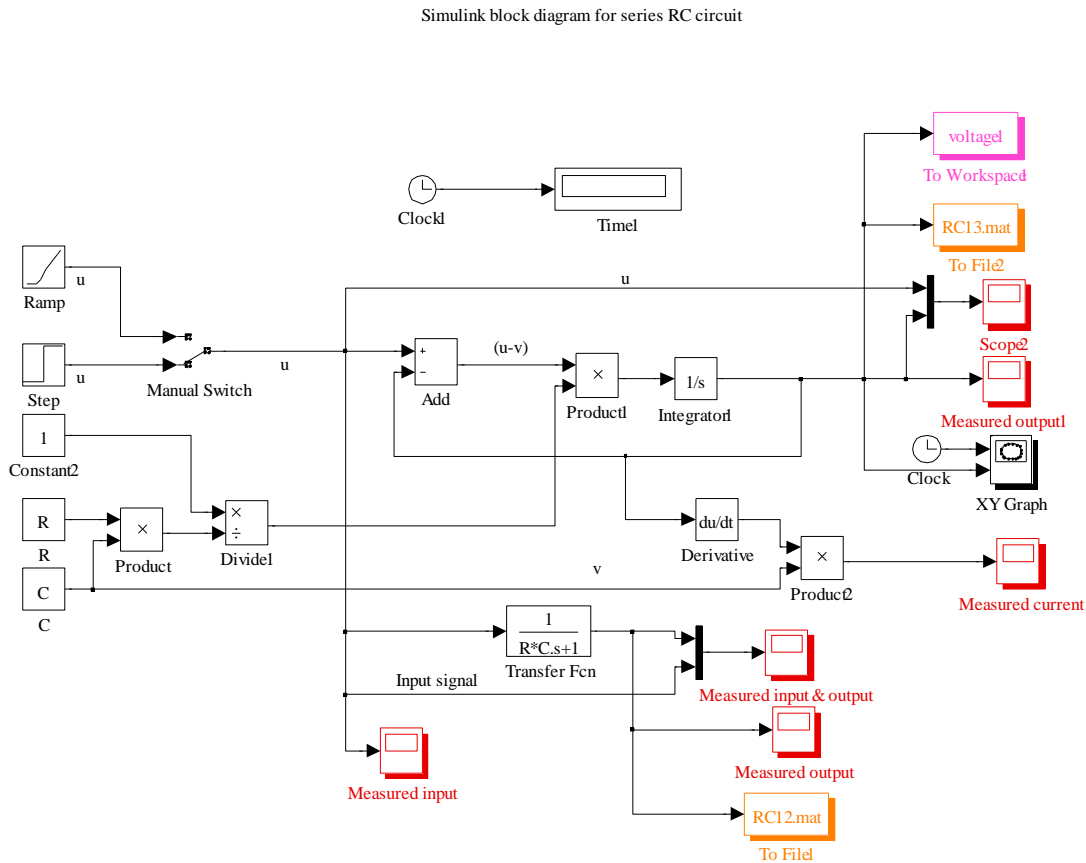 Simulink block diagram for series RC circuit
voltage1
To Workspace1
Clock1
Time1
RC13.mat
To File2
u
Ramp
u
Scope2
u
Step
Manual Switch
u
+
−
Add
(u-v)
×
Product1
1/s
Integrator1
Measured output1
1
Constant2
Clock
XY Graph
R
R
×
Product
×
÷
Divide1
du/dt
Derivative
×
Product2
v
Measured current
C
C
1
R*C.s+1
Transfer Fcn
Input signal
Measured input & output
Measured output
Measured input
RC12.mat
To File1